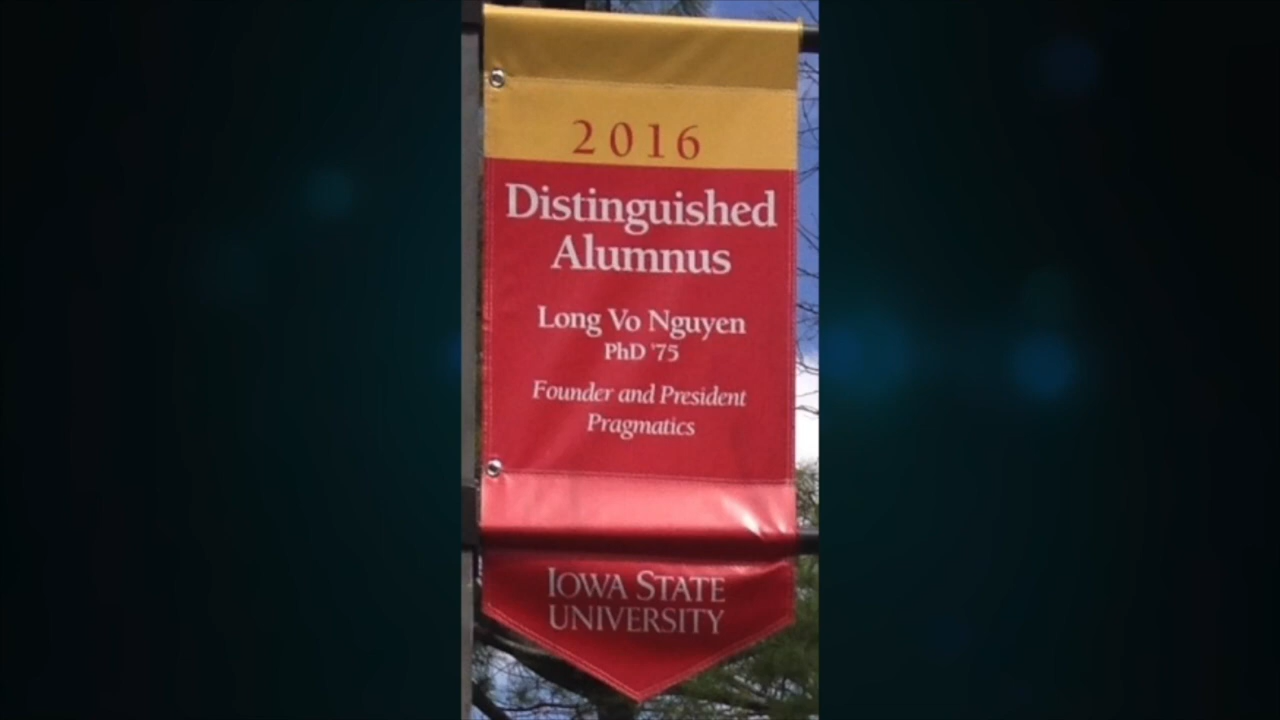 2016
Distinguished
Alumnus
Long Vo Nguyen
PhD '75
Founder and President
Pragmatics
IOWA STATE
UNIVERSITY